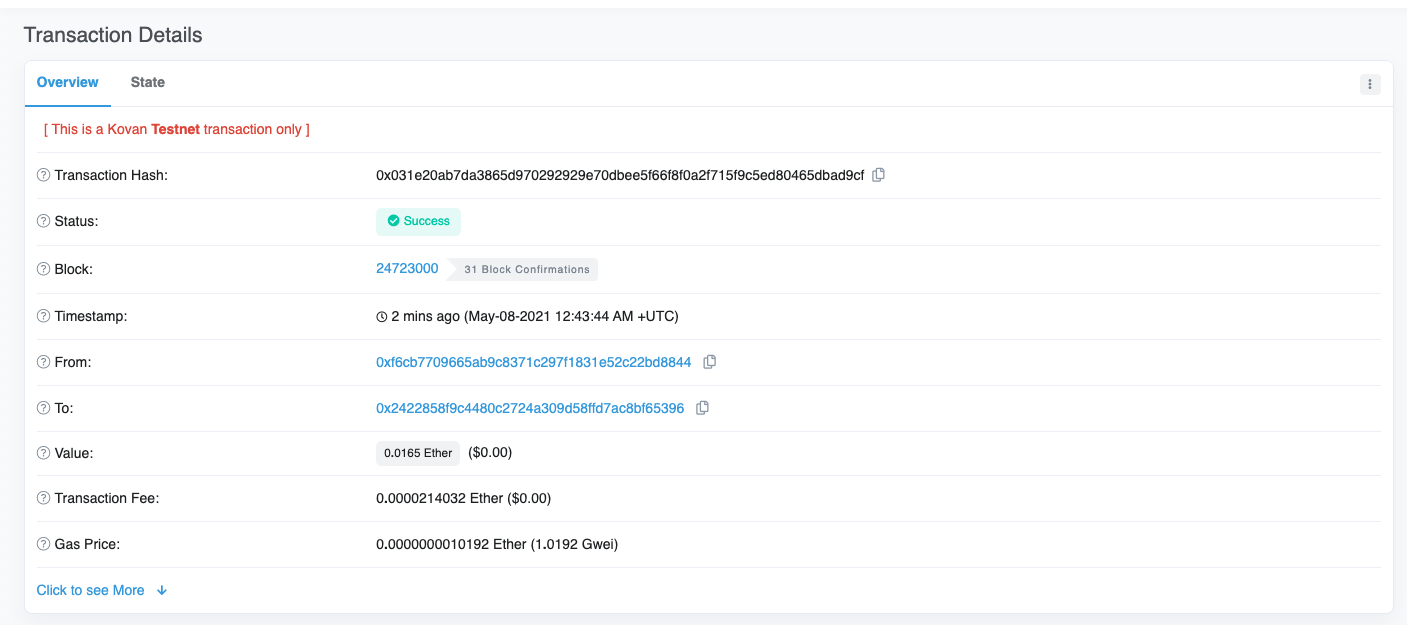 Transaction Details
Overview State
[ This is a Kovan Testnet transaction only ]
Transaction Hash: 0x031e20ab7da3865d970292929e70dbee5f66f8f0a2f715f9c5ed80465dbad9cf
Status: Success
Block: 24723000 31 Block Confirmations
Timestamp: 2 mins ago (May-08-2021 12:43:44 AM +UTC)
From: 0xf6cb7709665ab9c8371c297f1831e52c22bd8844
To: 0x2422858f9c4480c2724a309d58ffd7ac8bf65396
Value: 0.0165 Ether ($0.00)
Transaction Fee: 0.0000214032 Ether ($0.00)
Gas Price: 0.0000000010192 Ether (1.0192 Gwei)
Click to see More